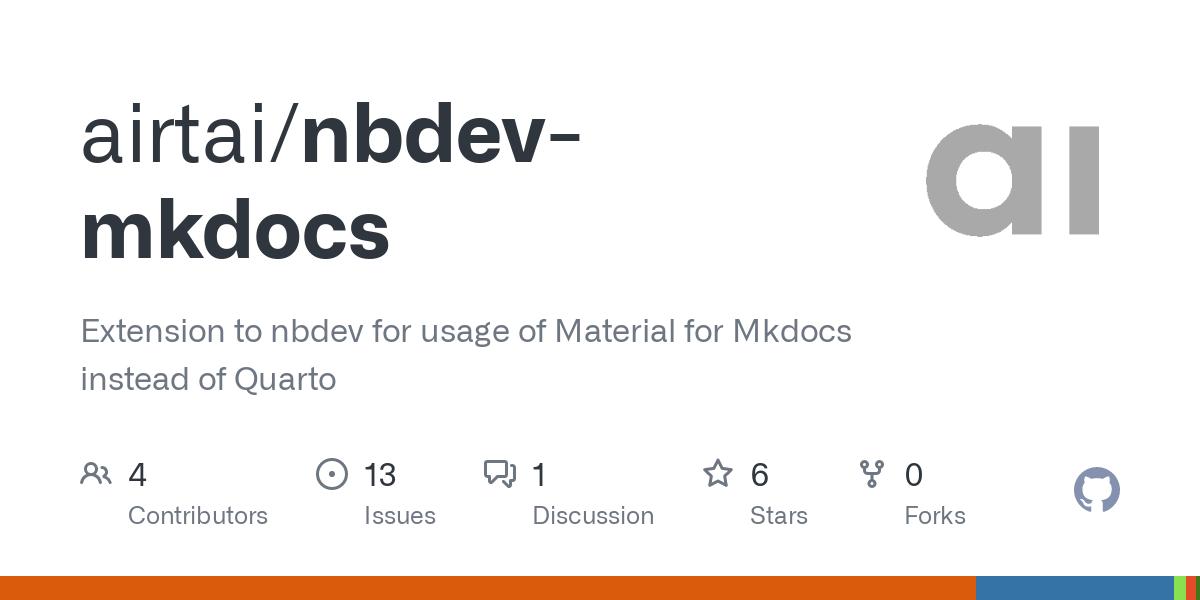 airtai/nbdev-
mkdocs
aı
Extension to nbdev for usage of Material for Mkdocs
instead of Quarto
4 13 1 6 0
Contributors Issues Discussion Stars Forks